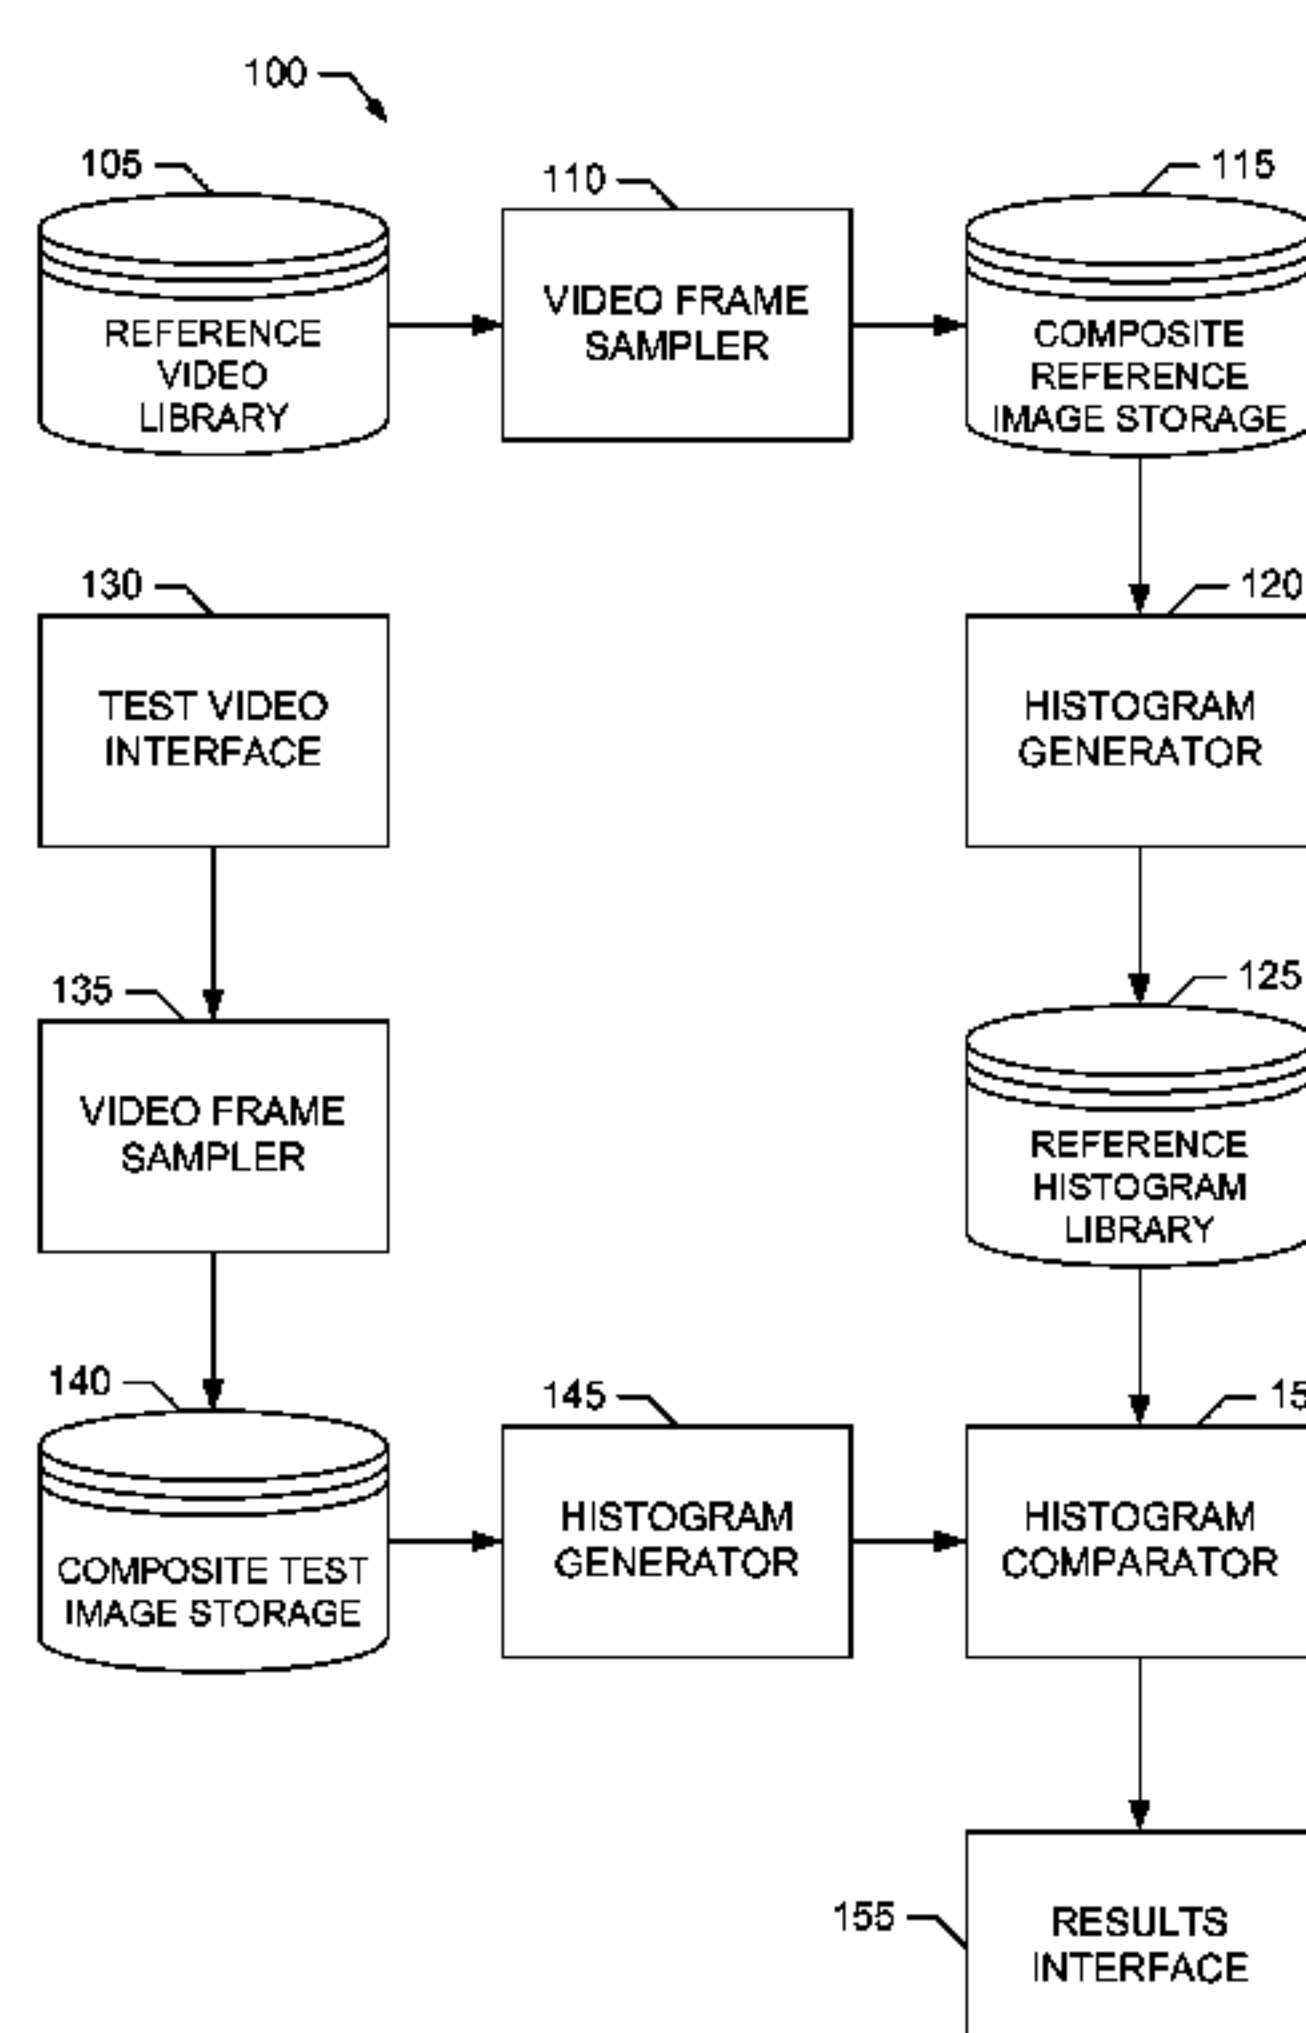 100
105
110
115
REFERENCE
VIDEO
LIBRARY
VIDEO FRAME
SAMPLER
COMPOSITE
REFERENCE
IMAGE STORAGE
130
120
TEST VIDEO
INTERFACE
HISTOGRAM
GENERATOR
135
125
VIDEO FRAME
SAMPLER
REFERENCE
HISTOGRAM
LIBRARY
140
145
COMPOSITE TEST
IMAGE STORAGE
HISTOGRAM
GENERATOR
HISTOGRAM
COMPARATOR
155
RESULTS
INTERFACE